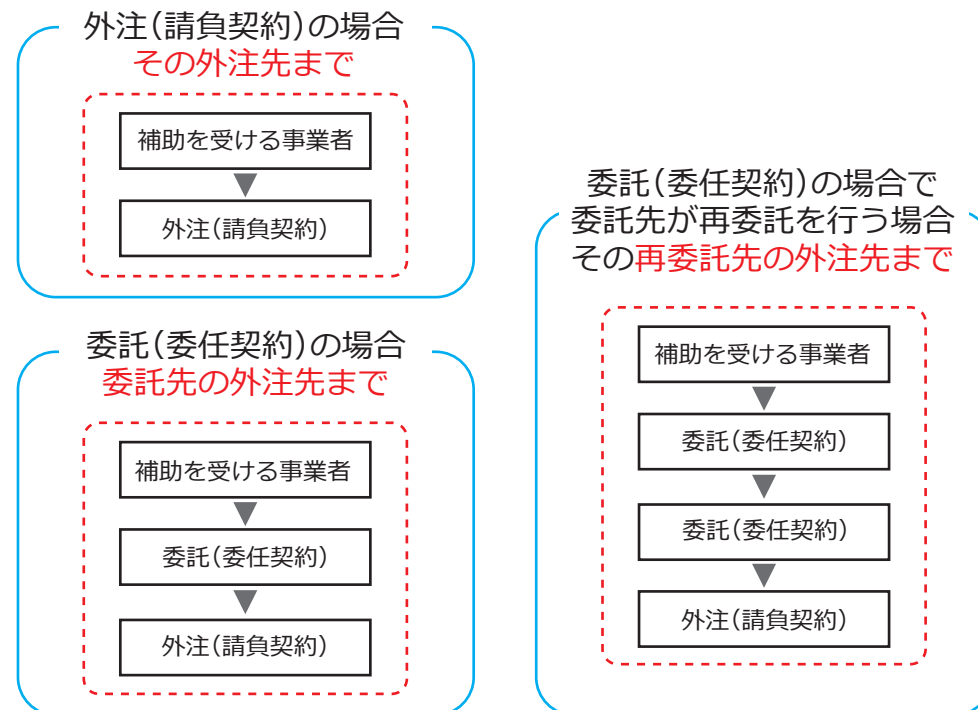 外注(請負契約)の場合
その外注先まで
補助を受ける事業者
外注(請負契約)
委託(委任契約)の場合
委託先の外注先まで
補助を受ける事業者
委託(委任契約)
外注(請負契約)
委託(委任契約)の場合で
委託先が再委託を行う場合
その再委託先の外注先まで
補助を受ける事業者
委託(委任契約)
委託(委任契約)
外注(請負契約)